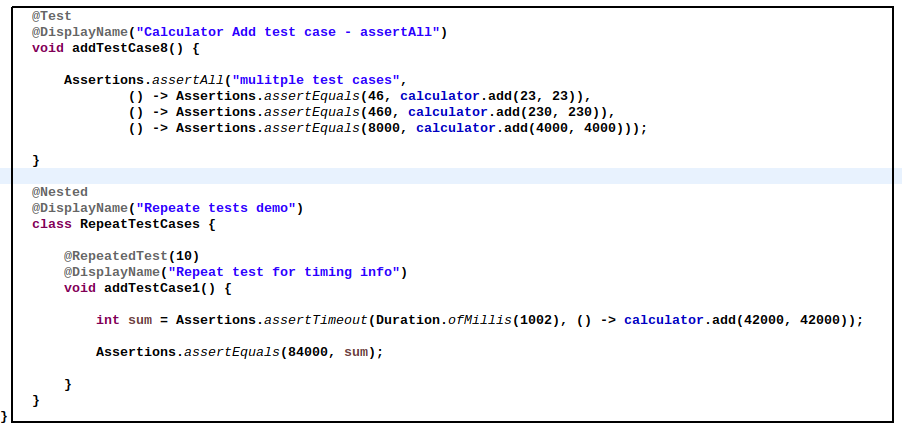 @Test
@DisplayName("Calculator Add test case - assertAll")
void addTestCase8() {
Assertions.assertAll("mulitple test cases",
() -> Assertions.assertEquals(46, calculator.add(23, 23)),
() -> Assertions.assertEquals(460, calculator.add(230, 230)),
() -> Assertions.assertEquals(8000, calculator.add(4000, 4000)));
}
@Nested
@DisplayName("Repeate tests demo")
class RepeatTestCases {
@RepeatedTest(10)
@DisplayName("Repeat test for timing info")
void addTestCase1() {
int sum = Assertions.assertTimeout(Duration.ofMillis(1002), () -> calculator.add(42000, 42000));
Assertions.assertEquals(84000, sum);
}
}
}